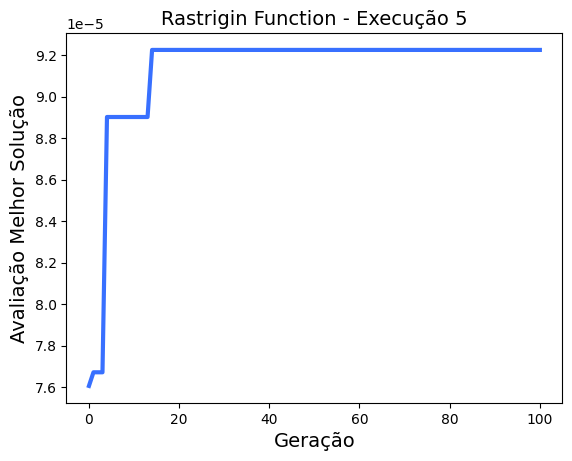 Rastrigin Function - Execução 5
1e−5
9.2
9.0
8.8
8.6
8.4
8.2
8.0
7.8
7.6
Avaliação Melhor Solução
0 20 40 60 80 100
Geração